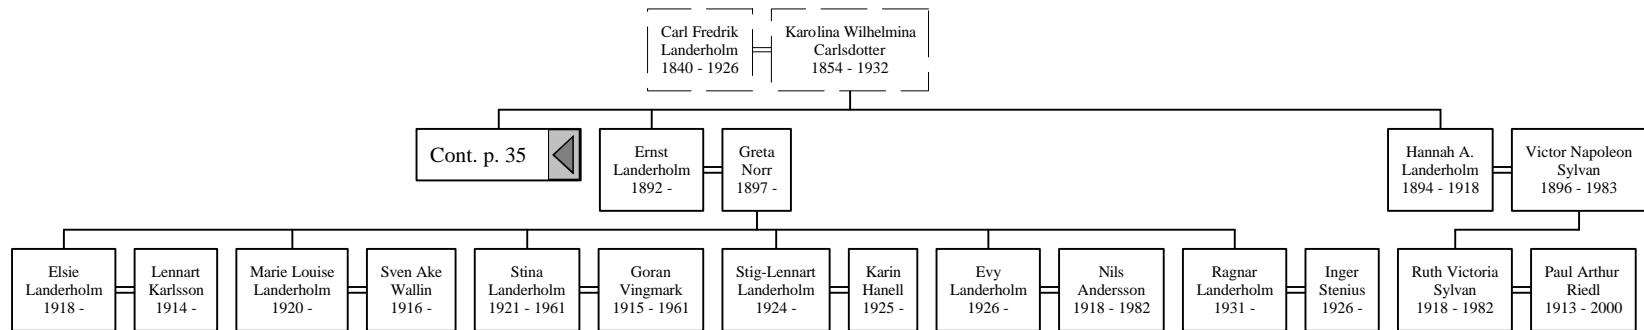 Carl Fredrik
Landerholm
1840 - 1926
Karolina Wilhelmina
Carlsdotter
1854 - 1932
Cont. p. 35
Ernst
Landerholm
1892 -
Greta
Norr
1897 -
Hannah A.
Landerholm
1894 - 1918
Victor Napoleon
Sylvan
1896 - 1983
Elsie
Landerholm
1918 -
Lennart
Karlsson
1914 -
Marie Louise
Landerholm
1920 -
Sven Ake
Wallin
1916 -
Stina
Landerholm
1921 - 1961
Goran
Vingmark
1915 - 1961
Stig-Lennart
Landerholm
1924 -
Karin
Hanell
1925 -
Evy
Landerholm
1926 -
Nils
Andersson
1918 - 1982
Ragnar
Landerholm
1931 -
Inger
Stenius
1926 -
Ruth Victoria
Sylvan
1918 - 1982
Paul Arthur
Riedl
1913 - 2000